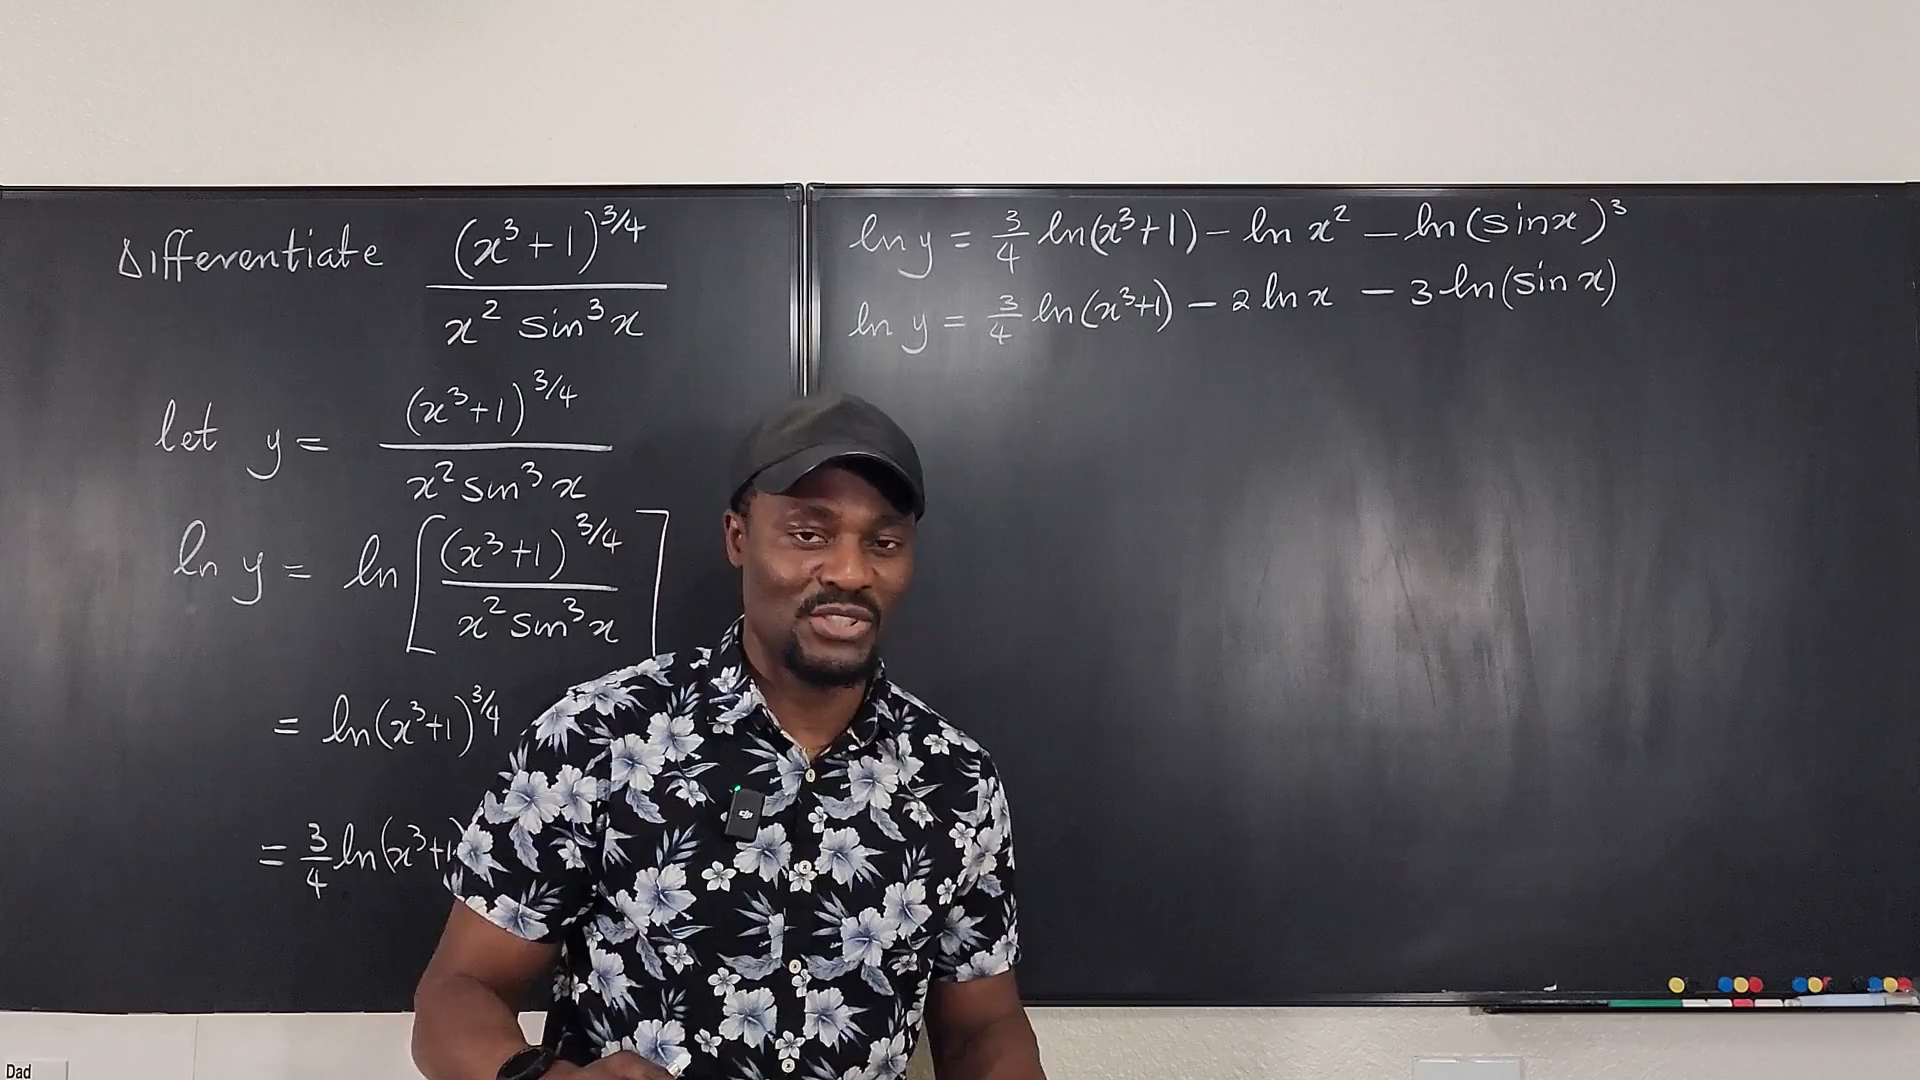 Differentiate (x³+1)^3/4 / x² sin³x
let y = (x³+1)^3/4 / x² sin³x
ln y = ln[(x³+1)^3/4 / x² sin³x]
= ln(x³+1)^3/4
= 3/4 ln(x³+1)
ln y = 3/4 ln(x³+1) - ln x² - ln(sinx)³
ln y = 3/4 ln(x³+1) - 2 ln x - 3 ln(sin x)
Dad